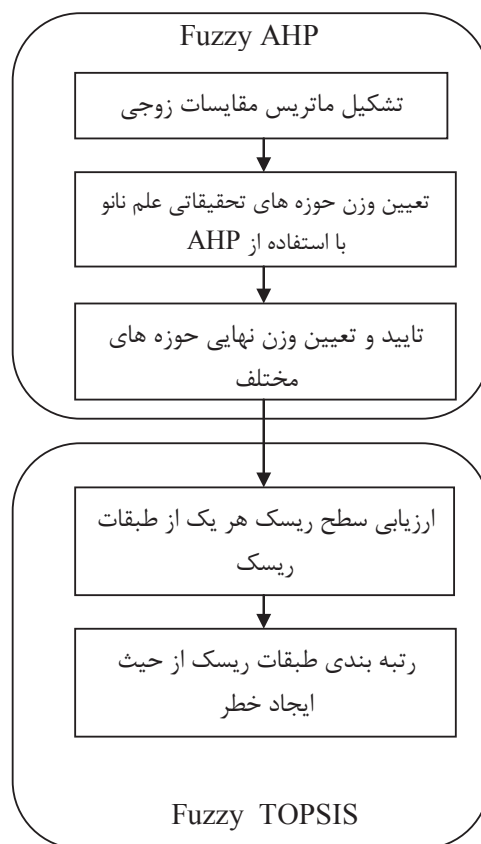 Fuzzy AHP
تشکیل ماتریس مقایسات زوجی
تعیین وزن حوزه های تحقیقاتی علم نانو
با استفاده از AHP
تایید و تعیین وزن نهایی حوزه های
مختلف
ارزیابی سطح ریسک هر یک از طبقات
ریسک
رتبه بندی طبقات ریسک از حیث
ایجاد خطر
Fuzzy TOPSIS